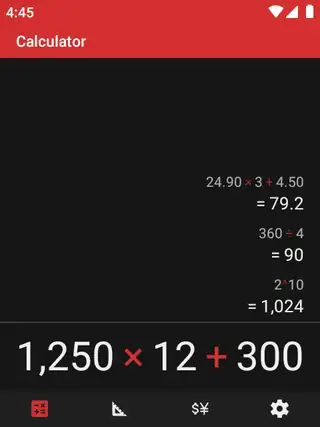 4:45
Calculator
24.90 × 3 + 4.50
= 79.2
360 ÷ 4
= 90
2^10
= 1,024
1,250 × 12 + 300
$¥